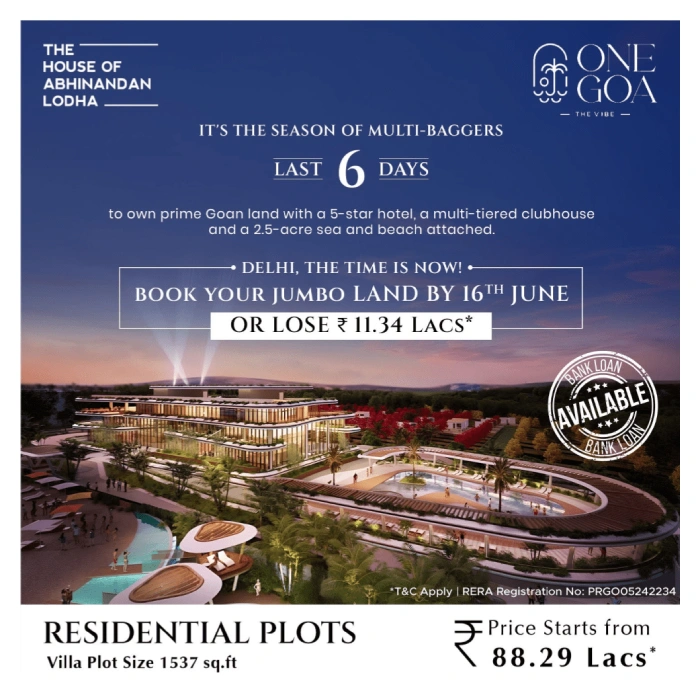 THE
HOUSE OF
ABHINANDAN
LODHA
ONE
GOA
— THE VIBE —
IT'S THE SEASON OF MULTI-BAGGERS
LAST 6 DAYS
to own prime Goan land with a 5-star hotel, a multi-tiered clubhouse
and a 2.5-acre sea and beach attached.
• DELHI, THE TIME IS NOW! •
BOOK YOUR JUMBO LAND BY 16TH JUNE
OR LOSE ₹ 11.34 LACS*
BANK LOAN
AVAILABLE
BANK LOAN
*T&C Apply | RERA Registration No: PRGO05242234
RESIDENTIAL PLOTS
Villa Plot Size 1537 sq.ft
₹ Price Starts from
88.29 Lacs*